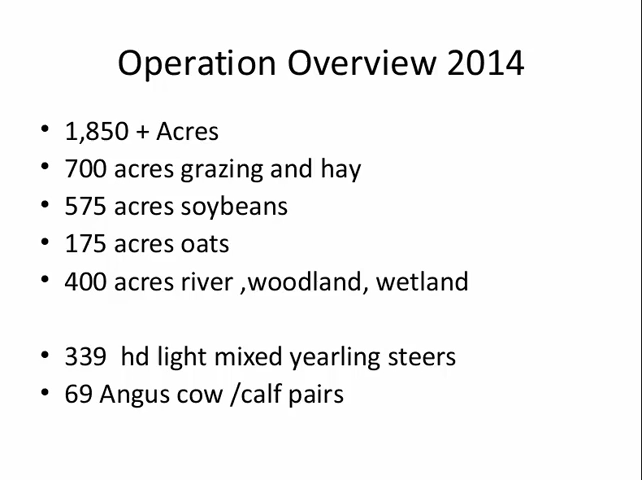 Operation Overview 2014
• 1,850 + Acres
• 700 acres grazing and hay
• 575 acres soybeans
• 175 acres oats
• 400 acres river ,woodland, wetland
• 339  hd light mixed yearling steers
• 69 Angus cow /calf pairs